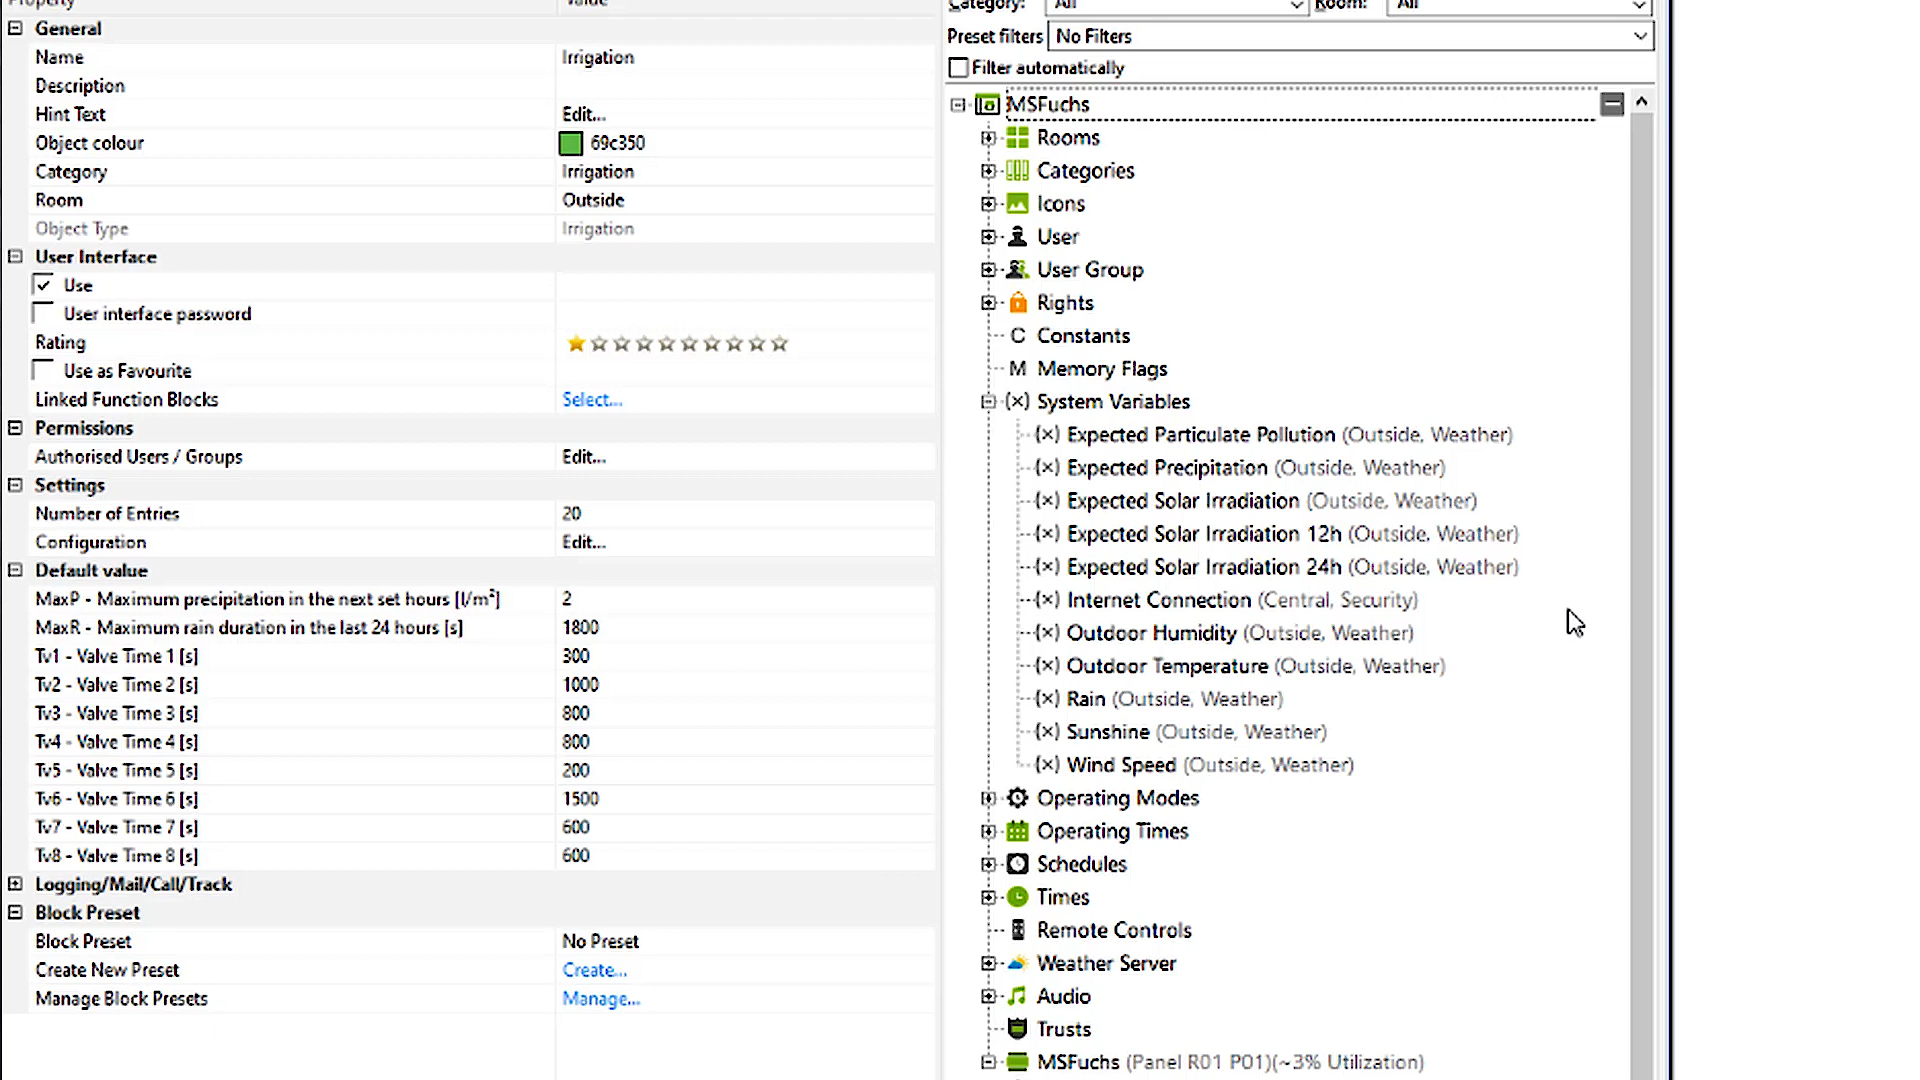 Property Value
General
Name Irrigation
Description
Hint Text Edit...
Object colour 69c350
Category Irrigation
Room Outside
Object Type Irrigation
User Interface
Use
User interface password
Rating
Use as Favourite
Linked Function Blocks Select...
Permissions
Authorised Users / Groups Edit...
Settings
Number of Entries 20
Configuration Edit...
Default value
MaxP - Maximum precipitation in the next set hours [l/m²] 2
MaxR - Maximum rain duration in the last 24 hours [s] 1800
Tv1 - Valve Time 1 [s] 300
Tv2 - Valve Time 2 [s] 1000
Tv3 - Valve Time 3 [s] 800
Tv4 - Valve Time 4 [s] 800
Tv5 - Valve Time 5 [s] 200
Tv6 - Valve Time 6 [s] 1500
Tv7 - Valve Time 7 [s] 600
Tv8 - Valve Time 8 [s] 600
Logging/Mail/Call/Track
Block Preset
Block Preset No Preset
Create New Preset Create...
Manage Block Presets Manage...
Category: All Room: All
Preset filters No Filters
Filter automatically
MSFuchs
Rooms
Categories
Icons
User
User Group
Rights
C Constants
M Memory Flags
(x) System Variables
(x) Expected Particulate Pollution (Outside, Weather)
(x) Expected Precipitation (Outside, Weather)
(x) Expected Solar Irradiation (Outside, Weather)
(x) Expected Solar Irradiation 12h (Outside, Weather)
(x) Expected Solar Irradiation 24h (Outside, Weather)
(x) Internet Connection (Central, Security)
(x) Outdoor Humidity (Outside, Weather)
(x) Outdoor Temperature (Outside, Weather)
(x) Rain (Outside, Weather)
(x) Sunshine (Outside, Weather)
(x) Wind Speed (Outside, Weather)
Operating Modes
Operating Times
Schedules
Times
Remote Controls
Weather Server
Audio
Trusts
MSFuchs (Panel R01 P01)(~3% Utilization)